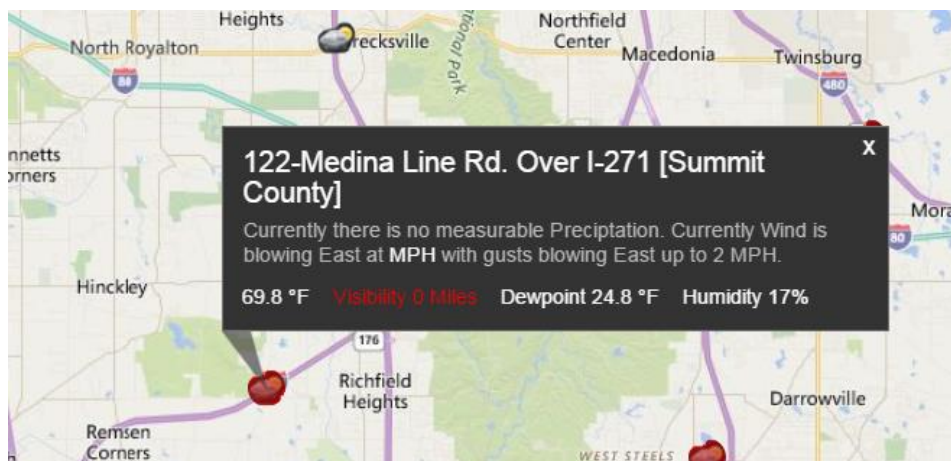 Heights
Northfield
Center
North Royalton
recksville
Macedonia
Twinsburg
National Park
80
480
nnetts
orners
122-Medina Line Rd. Over I-271 [Summit
County]
X
Currently there is no measurable Preciptation. Currently Wind is
blowing East at MPH with gusts blowing East up to 2 MPH.
69.8 °F Visibility 0 Miles Dewpoint 24.8 °F Humidity 17%
Mora
80
Hinckley
176
Richfield
Heights
Darrowville
Remsen
Corners
WEST STEELS